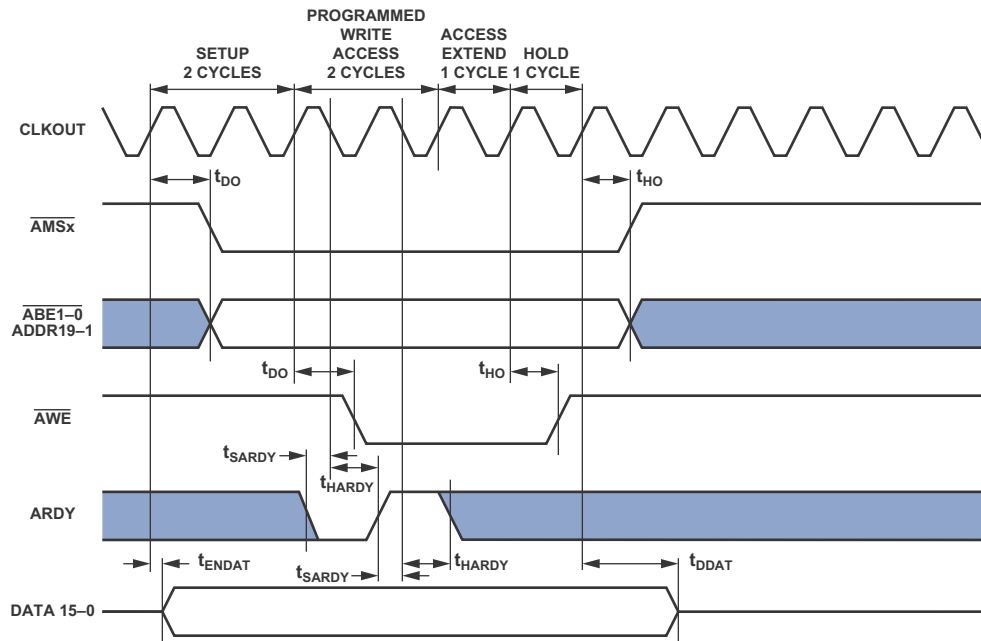 PROGRAMMED
WRITE
ACCESS
2 CYCLES
SETUP
2 CYCLES
ACCESS
EXTEND
1 CYCLE
HOLD
1 CYCLE
CLKOUT
tDO
tHO
AMSx
ABE1–0
ADDR19–1
tDO
tHO
AWE
tSARDY
tHARDY
ARDY
tENDAT
tSARDY
tHARDY
tDDAT
DATA 15–0